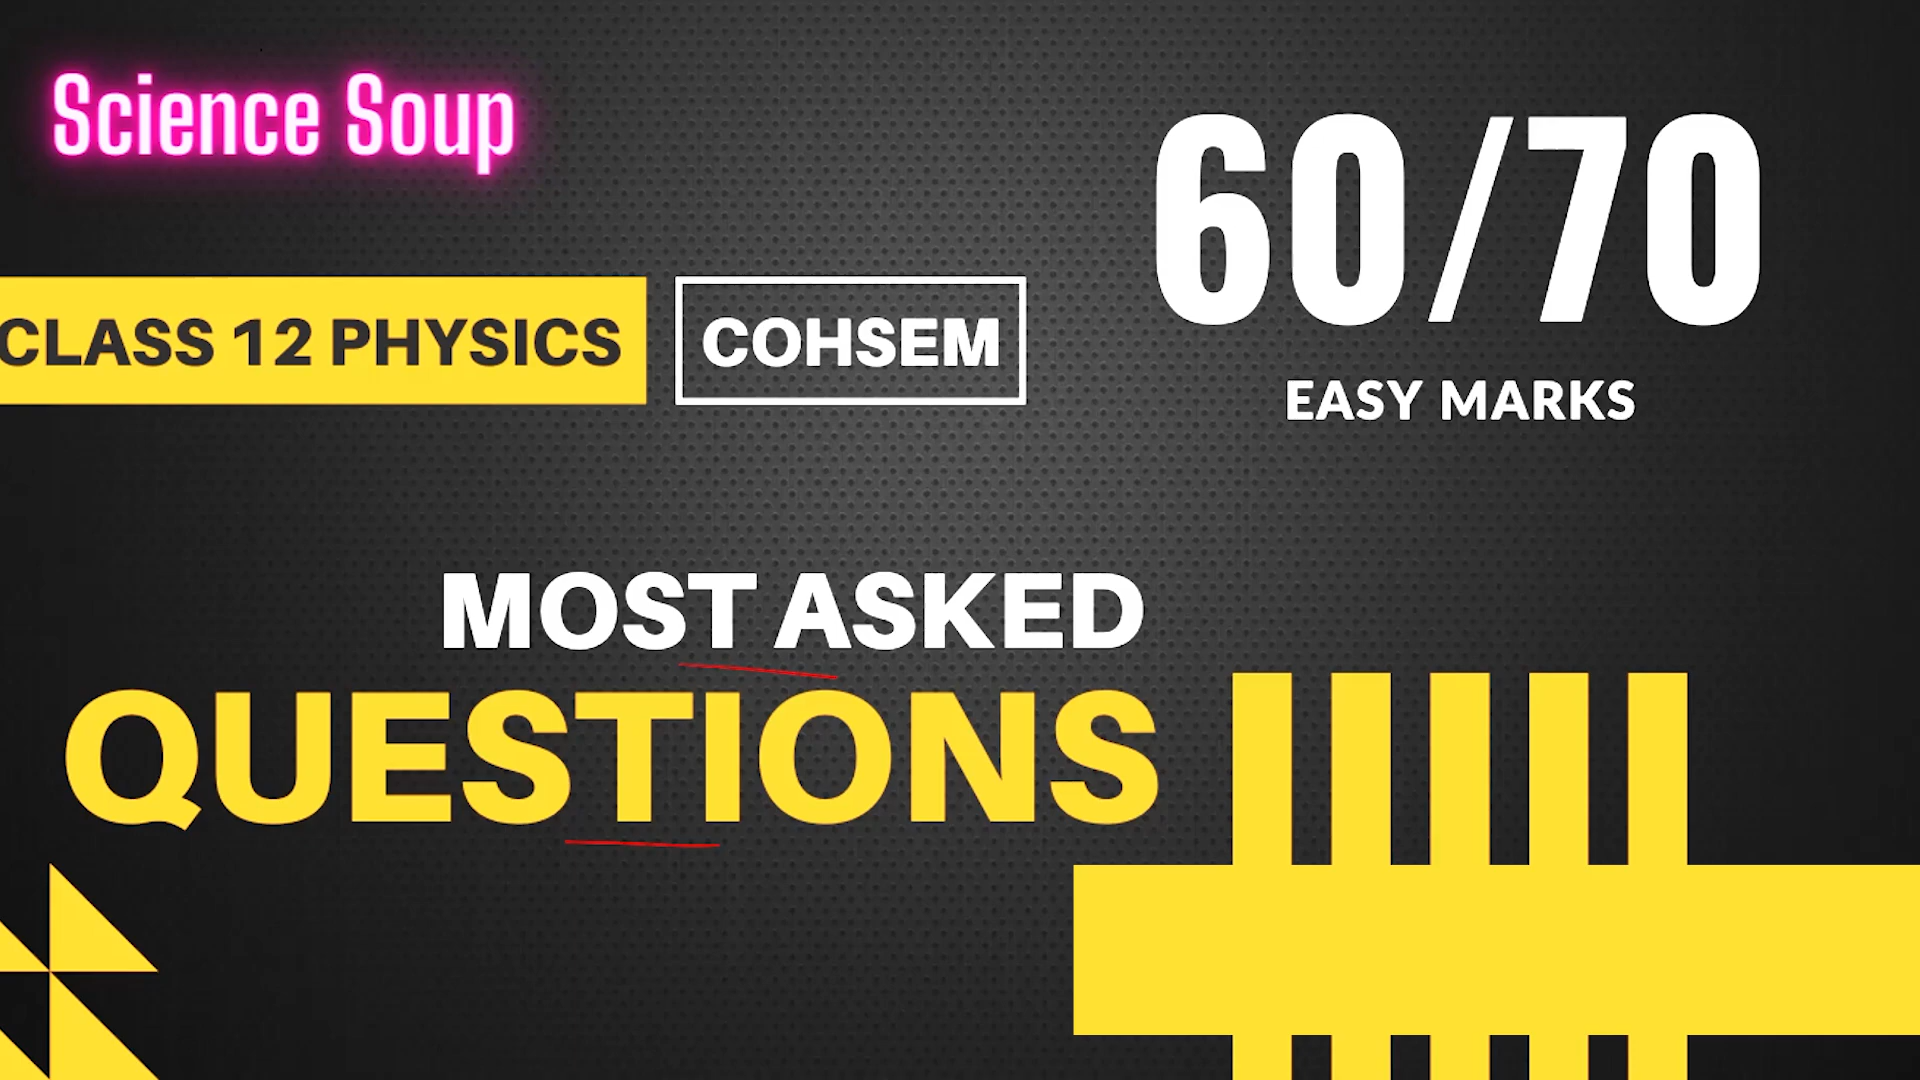 Science Soup
60/70
EASY MARKS
CLASS 12 PHYSICS
COHSEM
MOST ASKED
QUESTIONS